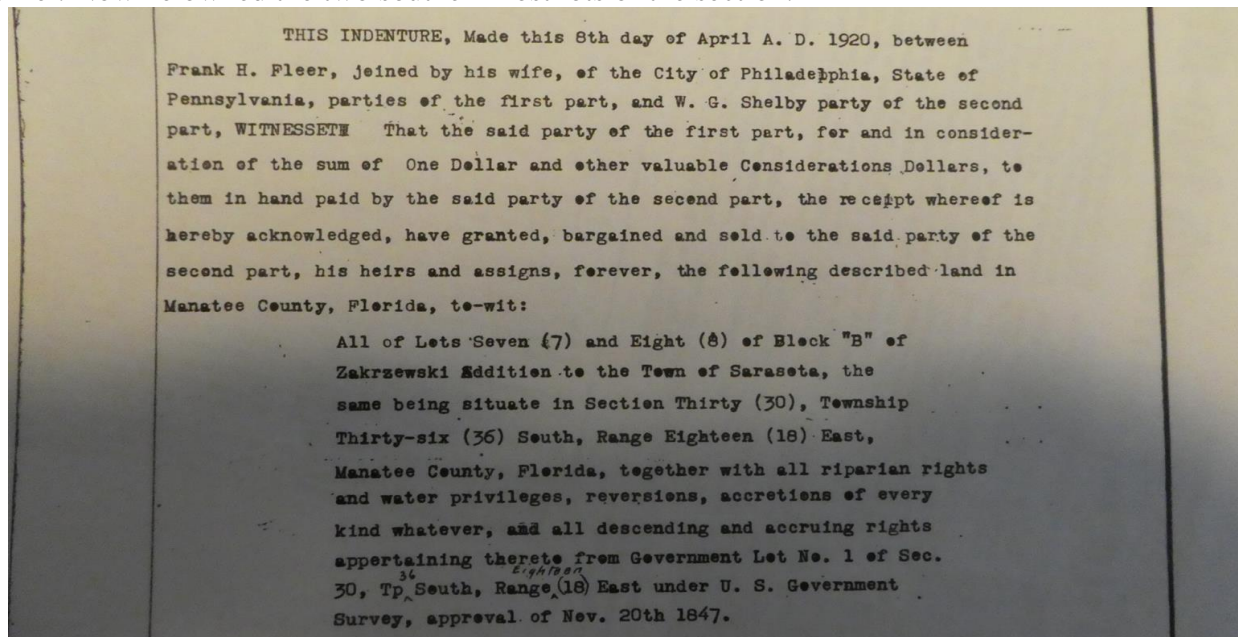 THIS INDENTURE, Made this 8th day of April A. D. 1920, between
Frank H. Fleer, joined by his wife, of the City of Philadelphia, State of
Pennsylvania, parties of the first part, and W. G. Shelby party of the second
part, WITNESSETH That the said party of the first part, for and in consider-
ation of the sum of One Dollar and other valuable Considerations Dollars, to
them in hand paid by the said party of the second part, the receipt whereof is
hereby acknowledged, have granted, bargained and sold to the said party of the
second part, his heirs and assigns, forever, the following described land in
Manatee County, Florida, to-wit:
All of Lots Seven (7) and Eight (8) of Block "B" of
Zakrzewski Addition to the Town of Sarasota, the
same being situate in Section Thirty (30), Township
Thirty-six (36) South, Range Eighteen (18) East,
Manatee County, Florida, together with all riparian rights
and water privileges, reversions, accretions of every
kind whatever, and all descending and accruing rights
appertaining thereto from Government Lot No. 1 of Sec.
36 Eighteen
30, Tp. South, Range (18) East under U. S. Government
Survey, approval of Nov. 20th 1847.